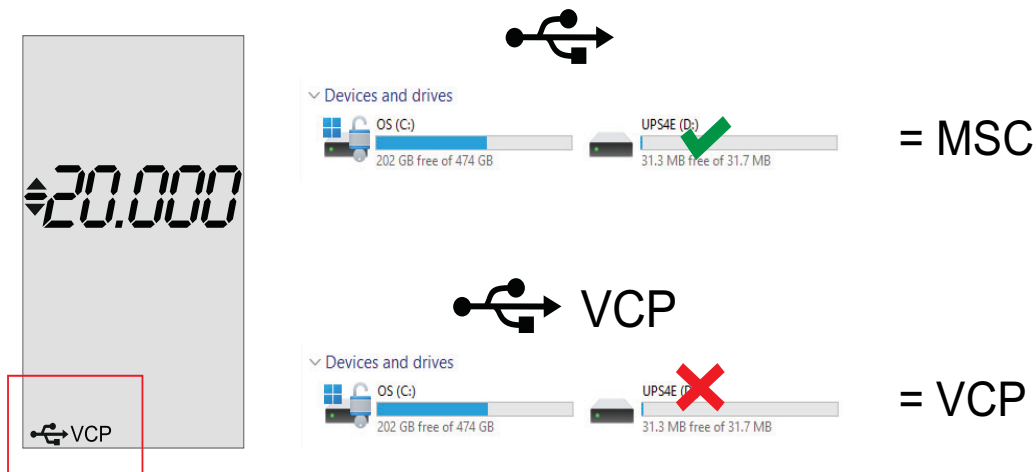 20.000
VCP
Devices and drives
OS (C:)
202 GB free of 474 GB
UPS4E (D:)
31.3 MB free of 31.7 MB
= MSC
VCP
Devices and drives
OS (C:)
202 GB free of 474 GB
UPS4E
31.3 MB free of 31.7 MB
= VCP